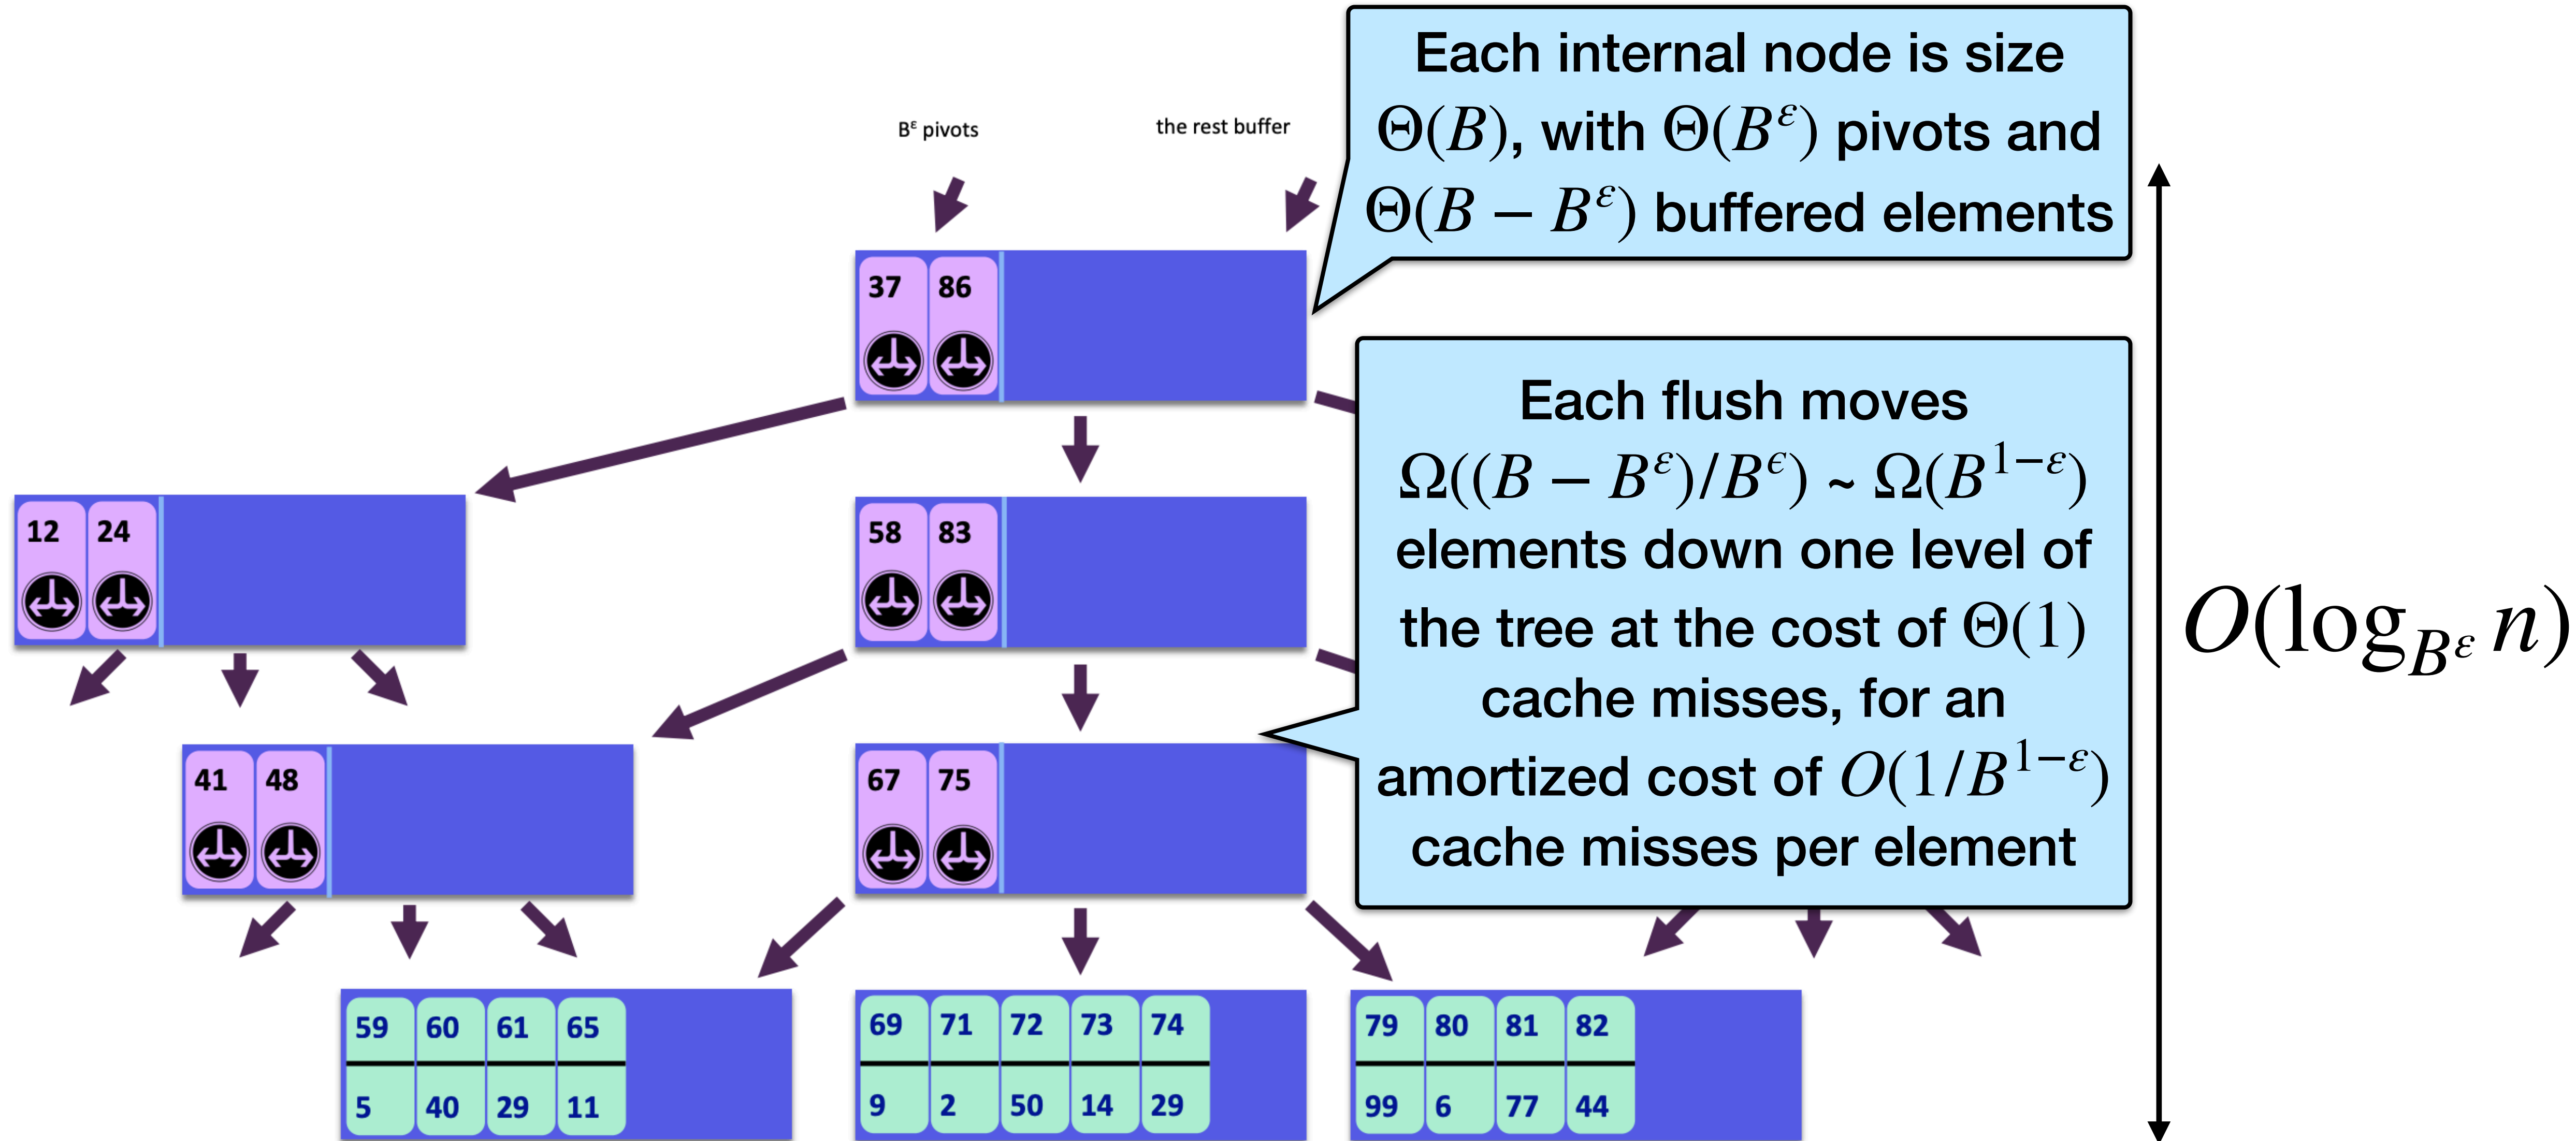 Each internal node is size
Θ(B), with Θ(B^ε) pivots and
Θ(B − B^ε) buffered elements
B^ε pivots
the rest buffer
37 86
Each flush moves
Ω((B − B^ε)/B^ϵ) ~ Ω(B^{1−ε})
elements down one level of
the tree at the cost of Θ(1)
cache misses, for an
amortized cost of O(1/B^{1−ε})
cache misses per element
12 24
58 83
O(log_{B^ε} n)
41 48
67 75
59 60 61 65
5 40 29 11
69 71 72 73 74
9 2 50 14 29
79 80 81 82
99 6 77 44